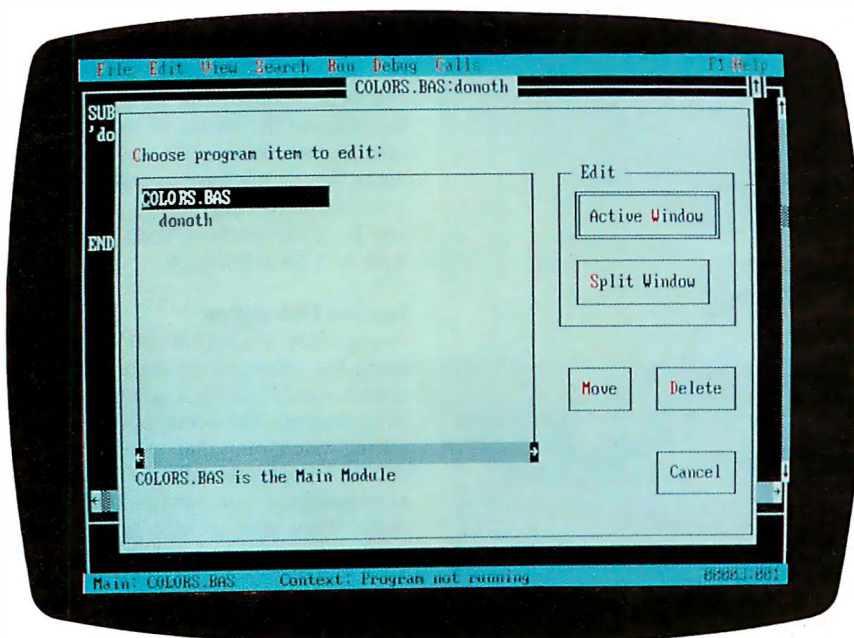 File Edit View Search Run Debug Calls F1 Help
COLORS.BAS:donoth
SUB
'do
Choose program item to edit:
COLORS.BAS
donoth
END
Edit
Active Window
Split Window
Move Delete
COLORS.BAS is the Main Module
Cancel
Main: COLORS.BAS Context: Program not running 00003:001